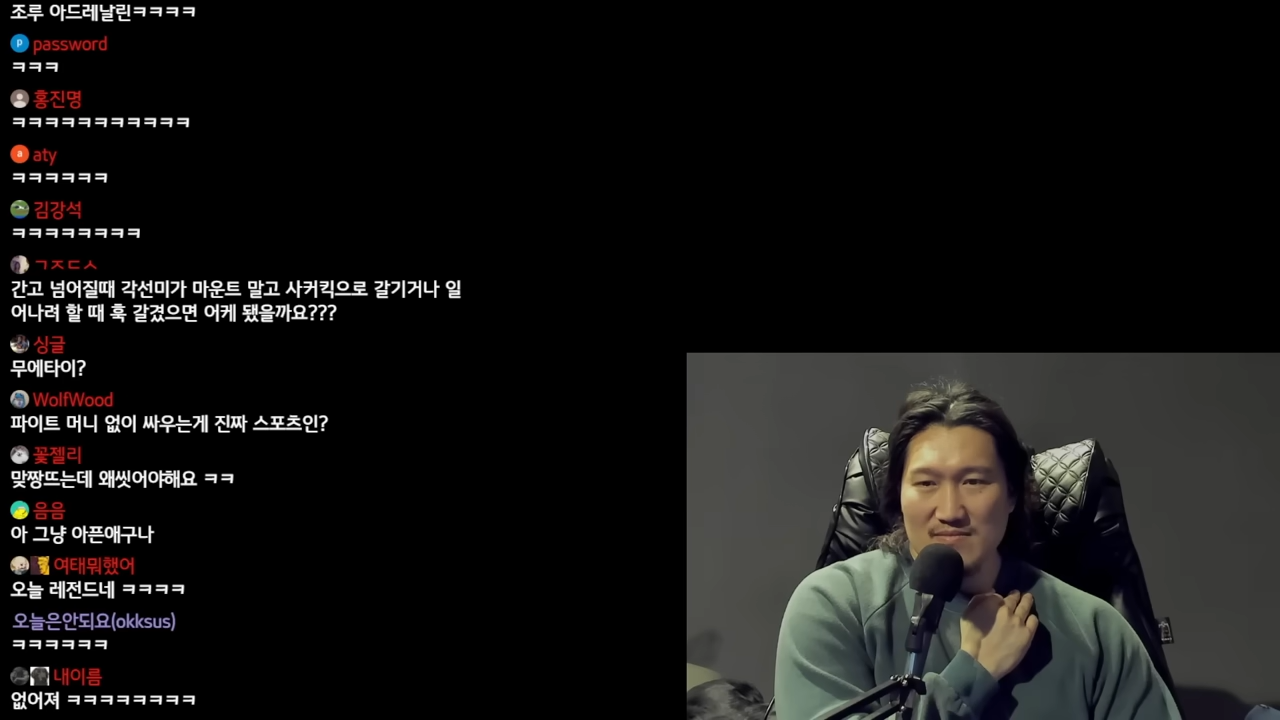 조루 아드레날린ㅋㅋㅋㅋ
password
ㅋㅋㅋ
홍진명
ㅋㅋㅋㅋㅋㅋㅋㅋㅋㅋㅋ
aty
ㅋㅋㅋㅋㅋㅋ
김강석
ㅋㅋㅋㅋㅋㅋㅋㅋ
ㄱㅈㄷㅅ
간고 넘어질때 각선미가 마운트 말고 사커킥으로 갈기거나 일
어나려 할 때 훅 갈겼으면 어케 됐을까요???
싱글
무에타이?
WolfWood
파이트 머니 없이 싸우는게 진짜 스포츠인?
꽃젤리
맞짱뜨는데 왜씻어야해요 ㅋㅋ
음음
아 그냥 아픈애구나
여태뭐했어
오늘 레전드네 ㅋㅋㅋㅋ
오늘은안되요(okksus)
ㅋㅋㅋㅋㅋㅋ
내이름
없어져 ㅋㅋㅋㅋㅋㅋㅋㅋ